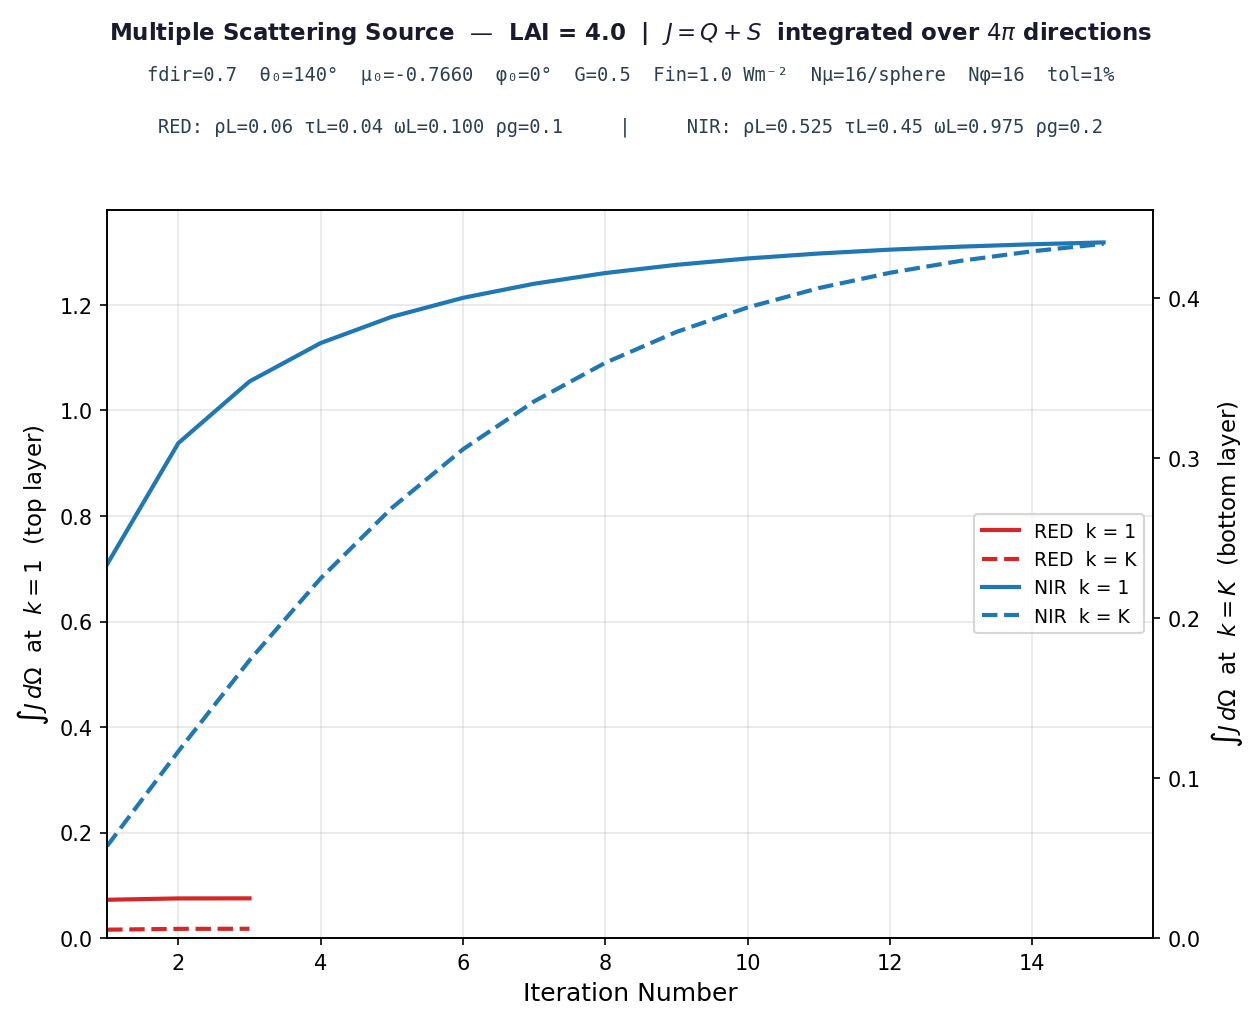 Multiple Scattering Source — LAI = 4.0 | J = Q + S integrated over 4π directions
fdir=0.7 θ₀=140° μ₀=-0.7660 φ₀=0° G=0.5 Fin=1.0 Wm⁻² Nμ=16/sphere Nφ=16 tol=1%
RED: ρL=0.06 τL=0.04 ωL=0.100 ρg=0.1 | NIR: ρL=0.525 τL=0.45 ωL=0.975 ρg=0.2
∫J dΩ at k = 1 (top layer)
1.2
1.0
0.8
0.6
0.4
0.2
0.0
RED k = 1
RED k = K
NIR k = 1
NIR k = K
0.4
0.3
0.2
0.1
0.0
∫J dΩ at k = K (bottom layer)
2 4 6 8 10 12 14
Iteration Number